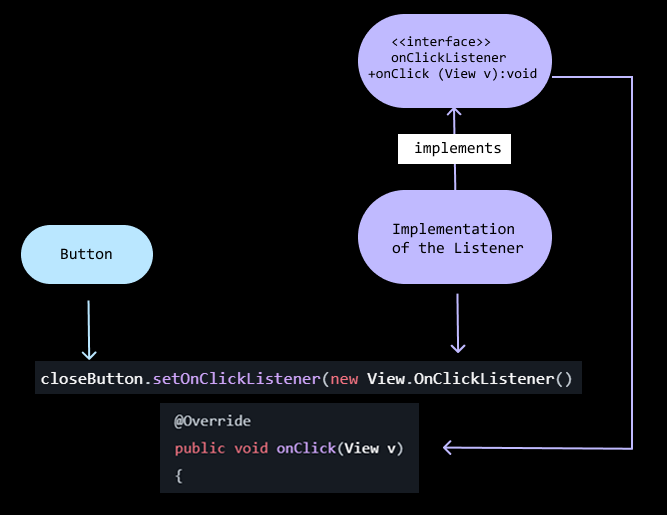 <<interface>>
onClickListener
+onClick (View v):void
implements
Implementation
of the Listener
Button
closeButton.setOnClickListener(new View.OnClickListener()
@Override
public void onClick(View v)
{